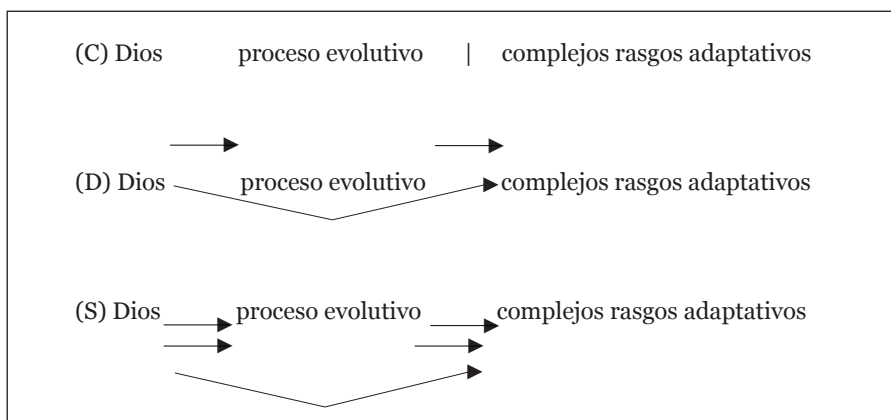 (C) Dios proceso evolutivo | complejos rasgos adaptativos
(D) Dios proceso evolutivo complejos rasgos adaptativos
(S) Dios proceso evolutivo complejos rasgos adaptativos